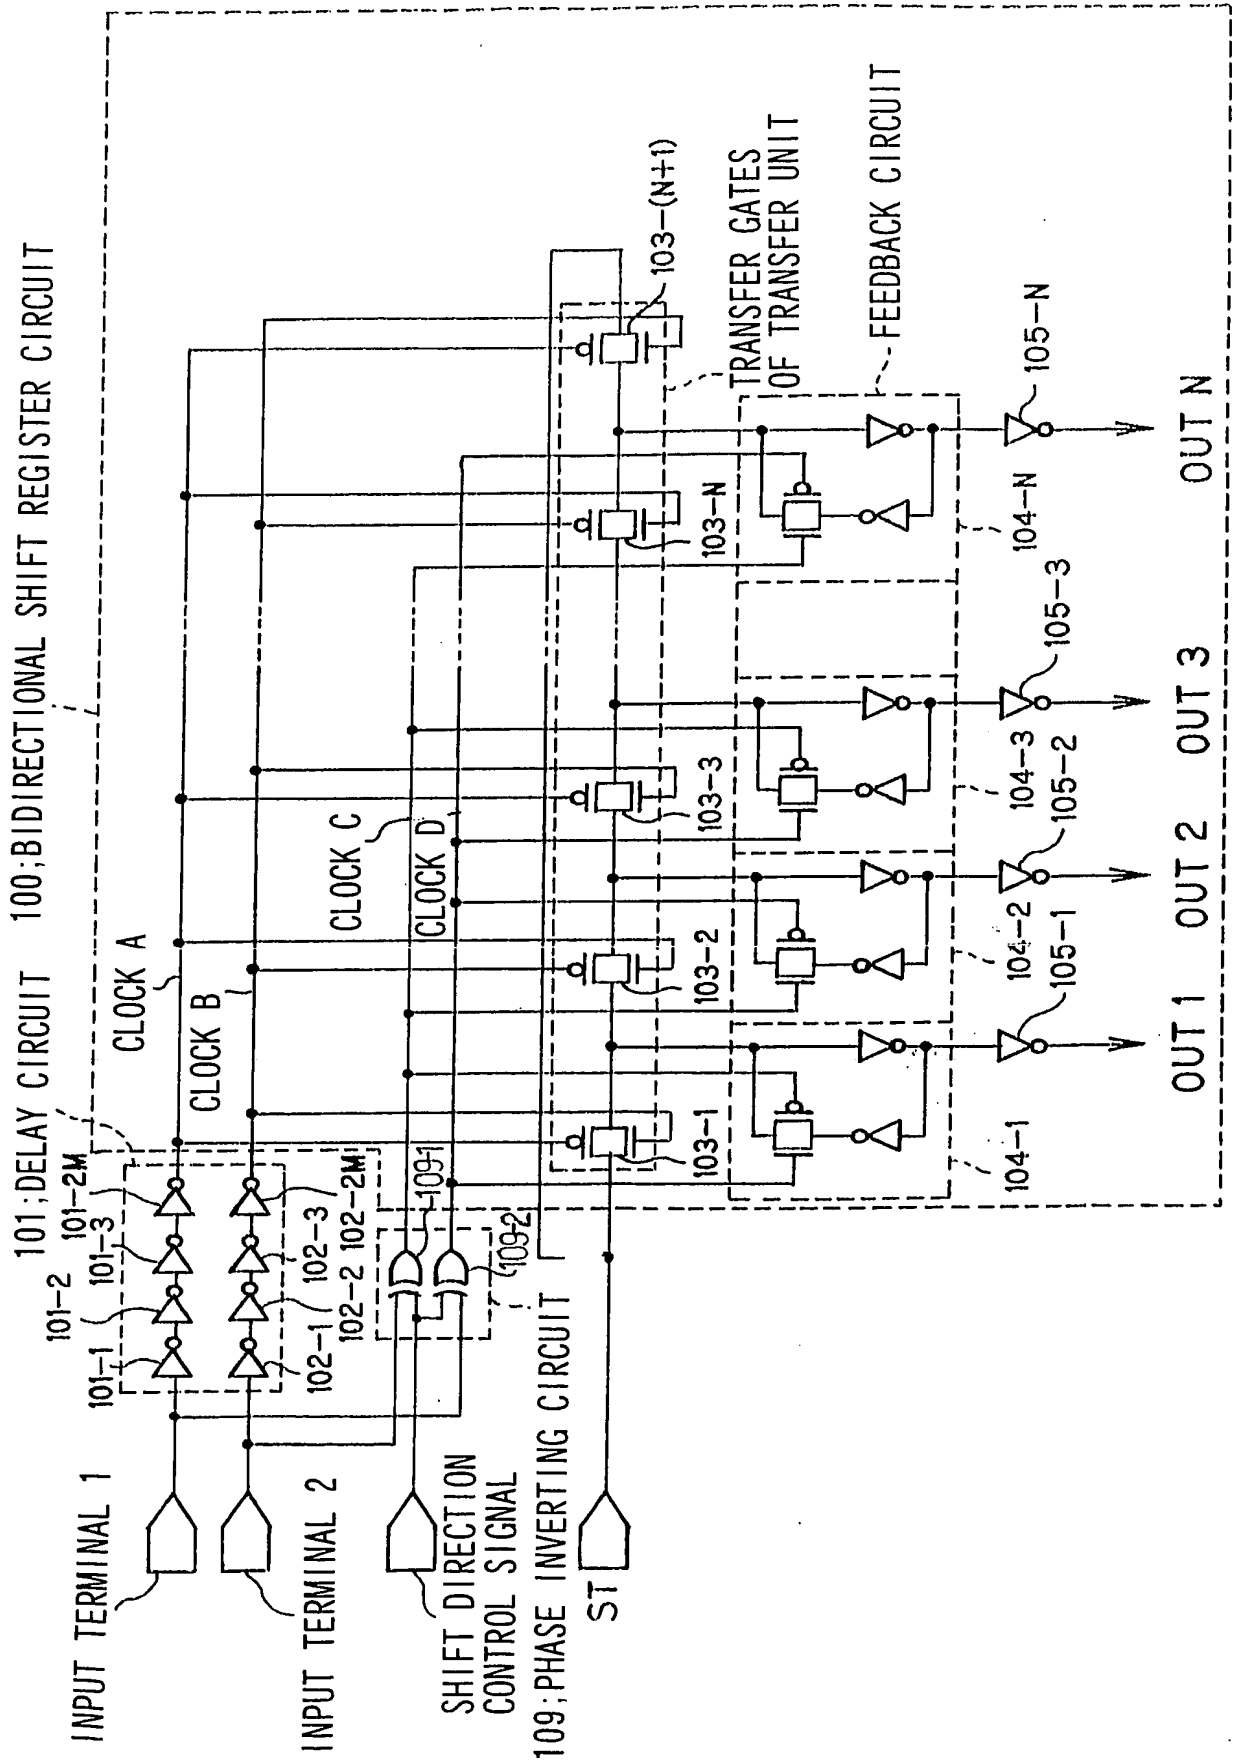 100;BIDIRECTIONAL SHIFT REGISTER CIRCUIT
101;DELAY CIRCUIT
INPUT TERMINAL 1
INPUT TERMINAL 2
SHIFT DIRECTION
CONTROL SIGNAL
109;PHASE INVERTING CIRCUIT
ST
101-1
101-2
101-3
101-2M
102-1
102-2
102-3
102-2M
109-1
109-2
CLOCK A
CLOCK B
CLOCK C
CLOCK D
103-1
103-2
103-3
103-N
103-(N+1)
TRANSFER GATES
OF TRANSFER UNIT
FEEDBACK CIRCUIT
104-1
104-2
104-3
104-N
105-1
105-2
105-3
105-N
OUT 1
OUT 2
OUT 3
OUT N